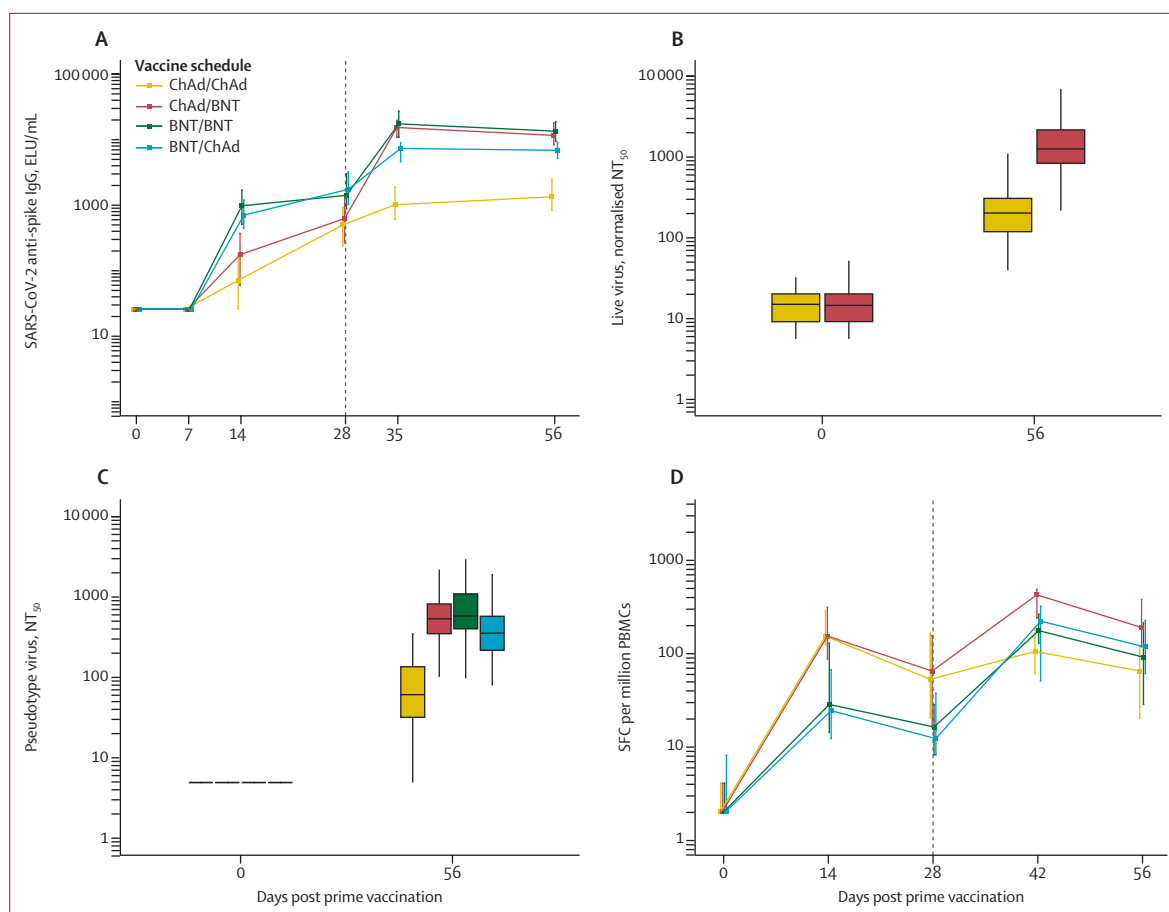 A
Vaccine schedule
ChAd/ChAd
ChAd/BNT
BNT/BNT
BNT/ChAd
SARS-CoV-2 anti-spike IgG, ELU/mL
100 000
1000
10
0 7 14 28 35 56
B
Live virus, normalised NT50
10 000
1000
100
10
1
0 56
C
Pseudotype virus, NT50
10 000
1000
100
10
1
0 56
Days post prime vaccination
D
SFC per million PBMCs
1000
100
10
1
0 14 28 42 56
Days post prime vaccination